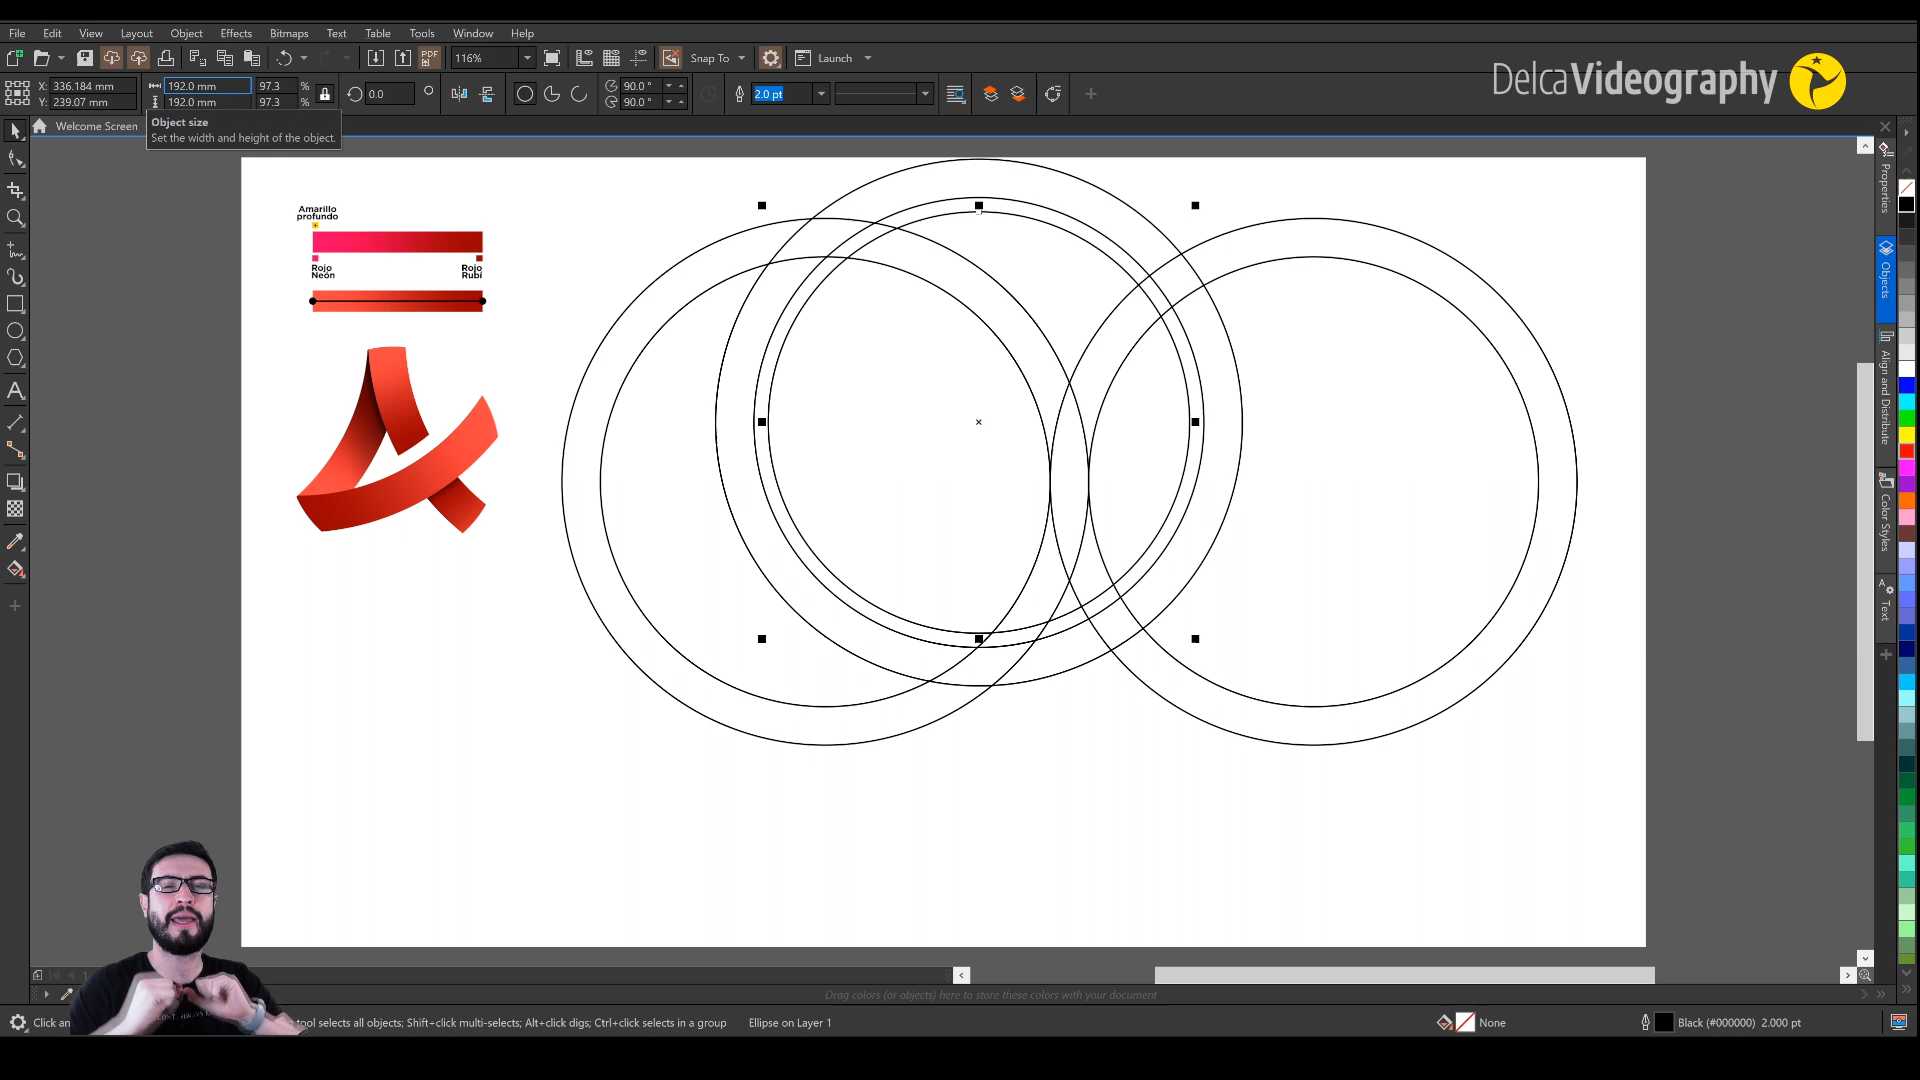 File Edit View Layout Object Effects Bitmaps Text Table Tools Window Help
PDF 116% Snap To Launch
DelcaVideography
X: 336.184 mm 192.0 mm 97.3 % 0.0 90.0 ° 2.0 pt
Y: 239.07 mm 192.0 mm 97.3 % 90.0 °
Welcome Screen
Object size
Set the width and height of the object.
Amarillo
profundo
Rojo
Neón
Rojo
Rubí
Properties
Objects
Align and Distribute
Color Styles
Text
Drag colors (or objects) here to store these colors with your document
Click an
tool selects all objects; Shift+click multi-selects; Alt+click digs; Ctrl+click selects in a group Ellipse on Layer 1 None Black (#000000) 2.000 pt